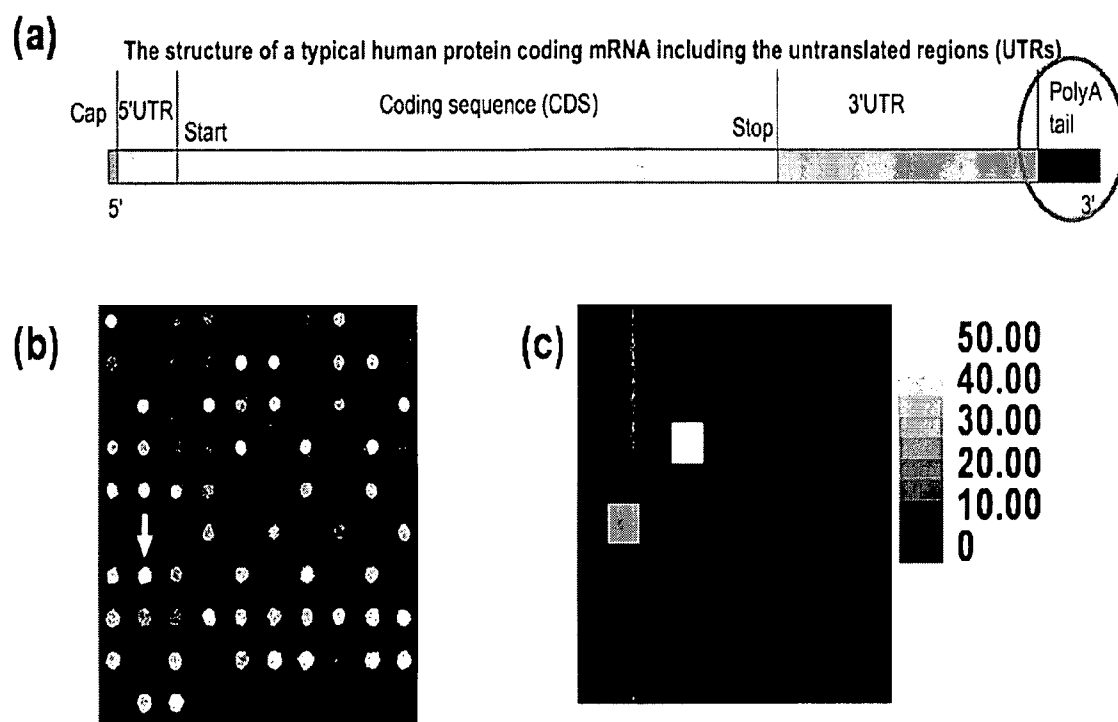 (a)
The structure of a typical human protein coding mRNA including the untranslated regions (UTRs)
Cap
5'UTR
Start
Coding sequence (CDS)
Stop
3'UTR
PolyA
tail
5'
3'
(b)
(c)
50.00
40.00
30.00
20.00
10.00
0